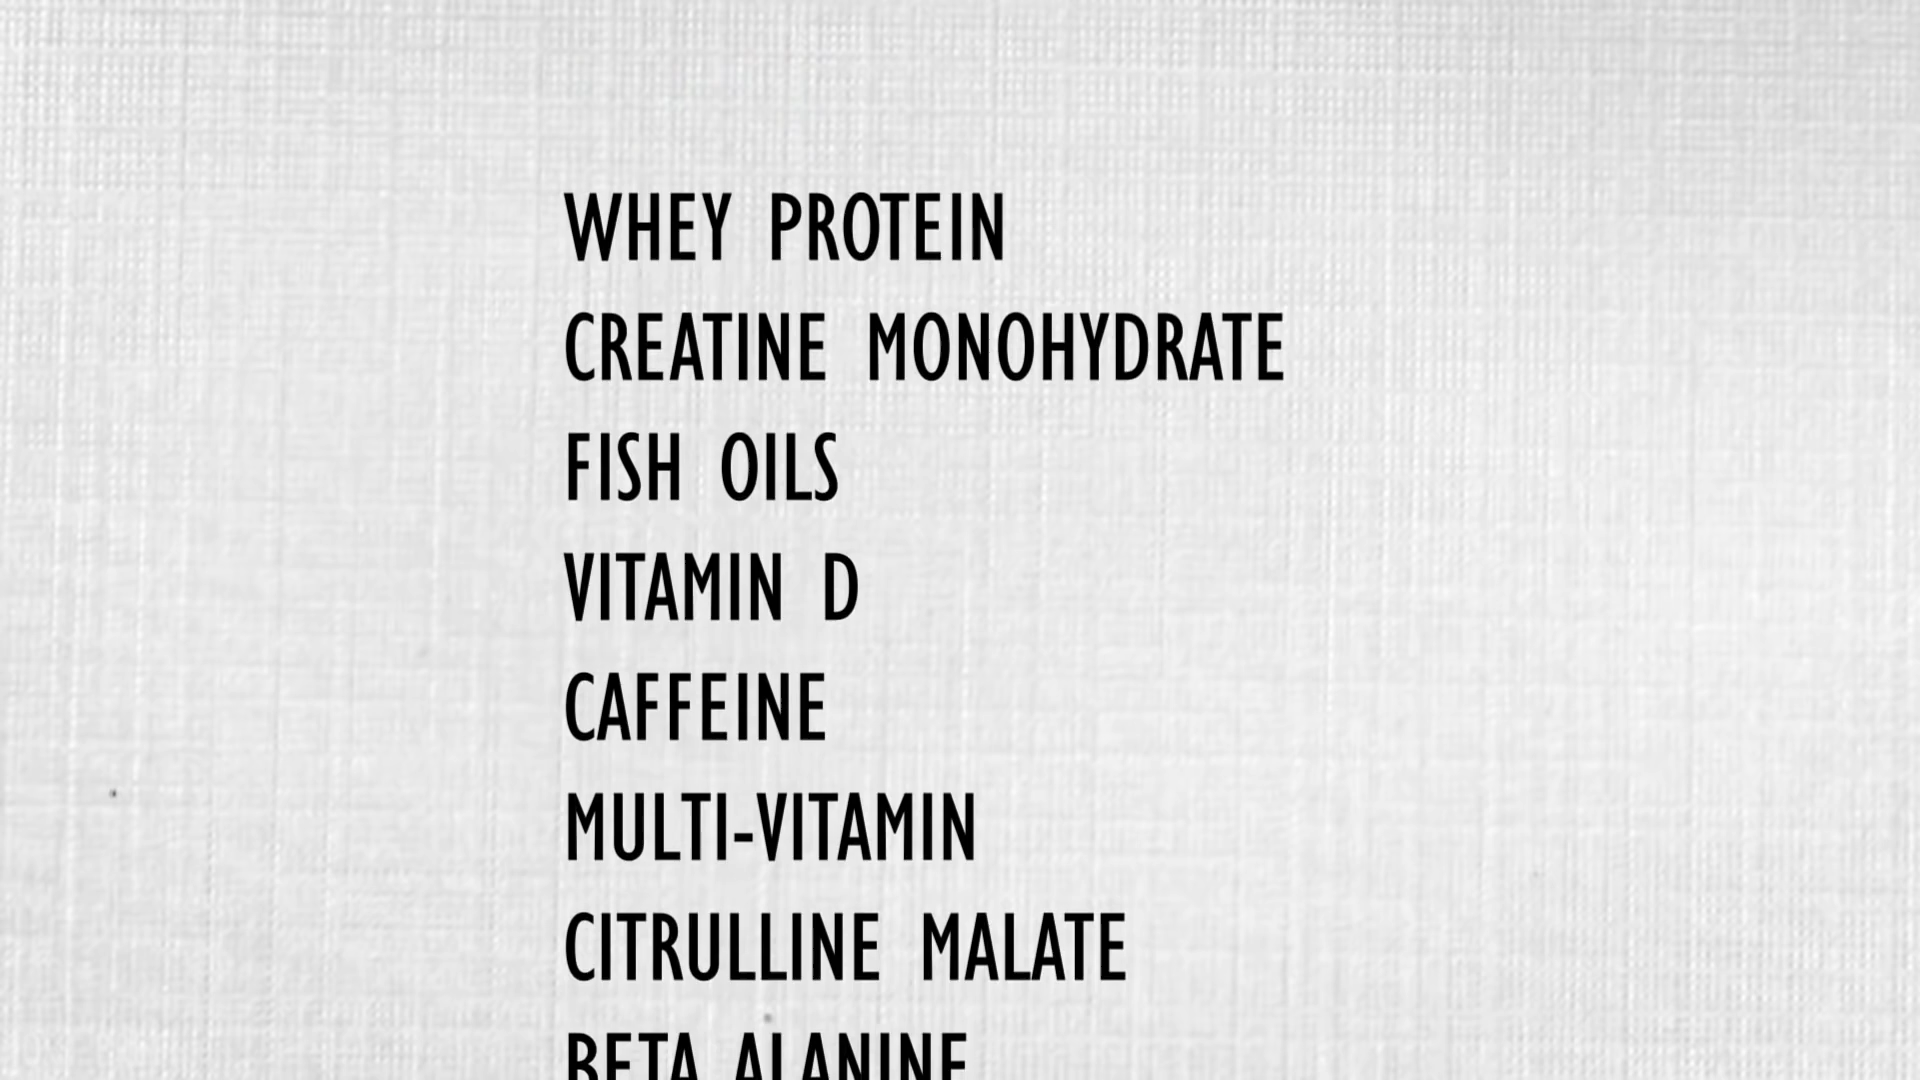 WHEY PROTEIN
CREATINE MONOHYDRATE
FISH OILS
VITAMIN D
CAFFEINE
MULTI-VITAMIN
CITRULLINE MALATE
BETA ALANINE